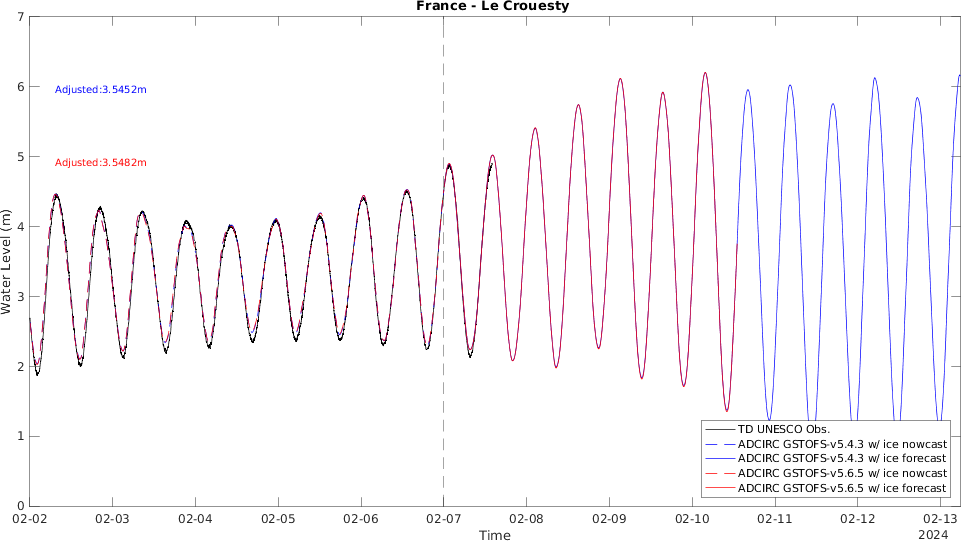 France - Le Crouesty
7
6
5
4
3
2
1
0
Water Level (m)
Adjusted:3.5452m
Adjusted:3.5482m
TD UNESCO Obs.
ADCIRC GSTOFS-v5.4.3 w/ ice nowcast
ADCIRC GSTOFS-v5.4.3 w/ ice forecast
ADCIRC GSTOFS-v5.6.5 w/ ice nowcast
ADCIRC GSTOFS-v5.6.5 w/ ice forecast
02-02 02-03 02-04 02-05 02-06 02-07 02-08 02-09 02-10 02-11 02-12 02-13
Time
2024